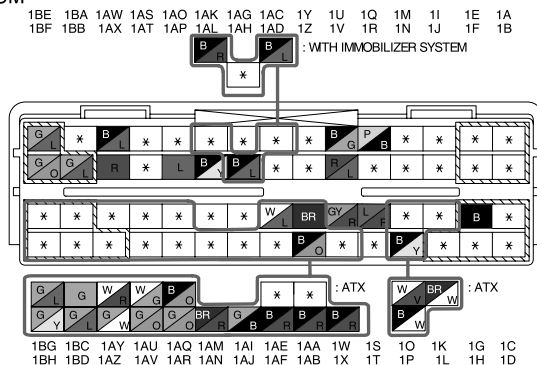 1BE 1BA 1AW 1AS 1AO 1AK 1AG 1AC 1Y 1U 1Q 1M 1I 1E 1A
1BF 1BB 1AX 1AT 1AP 1AL 1AH 1AD 1Z 1V 1R 1N 1J 1F 1B
B R B L : WITH IMMOBILIZER SYSTEM
*
G L * B L * * * * * * B G P B * * * *
G O G L R * L B Y B L * * R L * * * * *
* * * * * * * W L BR GY R L R * * B *
* * * * * * * * B O * * B Y * * *
G L G W R W G B O * * : ATX
W V BR W : ATX
G Y G L G W G O G O BR R G B B R B R B R
B W
1BG 1BC 1AY 1AU 1AQ 1AM 1AI 1AE 1AA 1W 1S 1O 1K 1G 1C
1BH 1BD 1AZ 1AV 1AR 1AN 1AJ 1AF 1AB 1X 1T 1P 1L 1H 1D